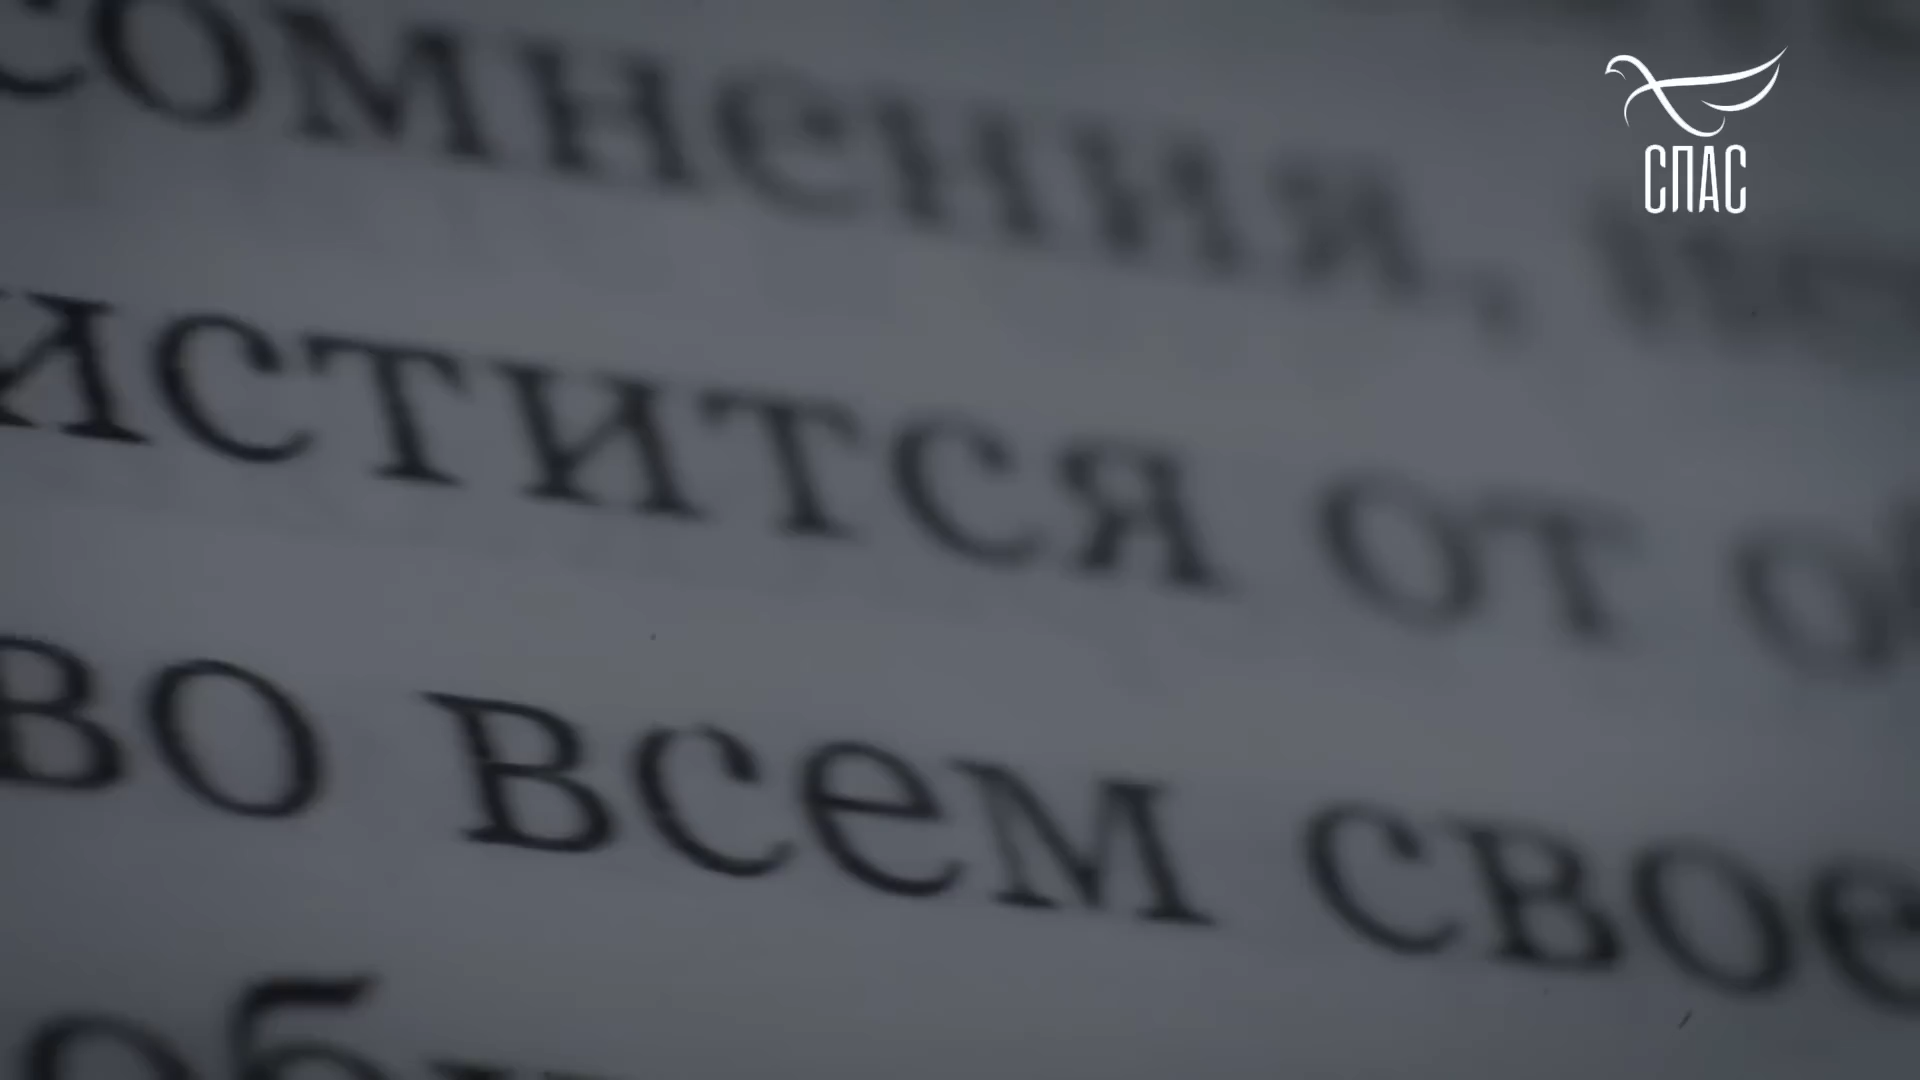 СПАС
сомнения,
истится от
во всем свое